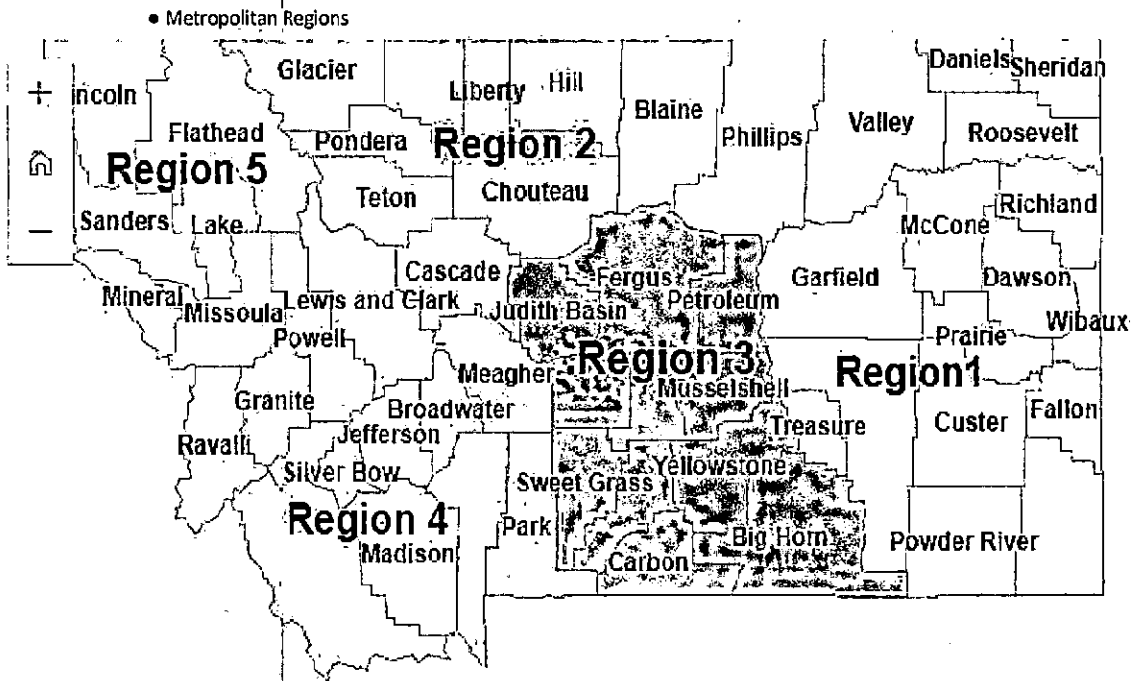 • Metropolitan Regions
Glacier
Daniels
Sheridan
+
incoln
Liberty
Hill
Blaine
Flathead
Pondera
Region 2
Phillips
Valley
Roosevelt
Region 5
Teton
Chouteau
Richland
Sanders
Lake
McCone
−
Cascade
Fergus
Garfield
Dawson
Mineral
Missoula
Lewis and Clark
Judith Basin
Petroleum
Powell
Prairie
Wibaux
Region 3
Region1
Meagher
Musselshell
Granite
Broadwater
Treasure
Custer
Fallon
Ravalli
Jefferson
Silver Bow
Sweet Grass
Yellowstone
Region 4
Park
Madison
Carbon
Big Horn
Powder River